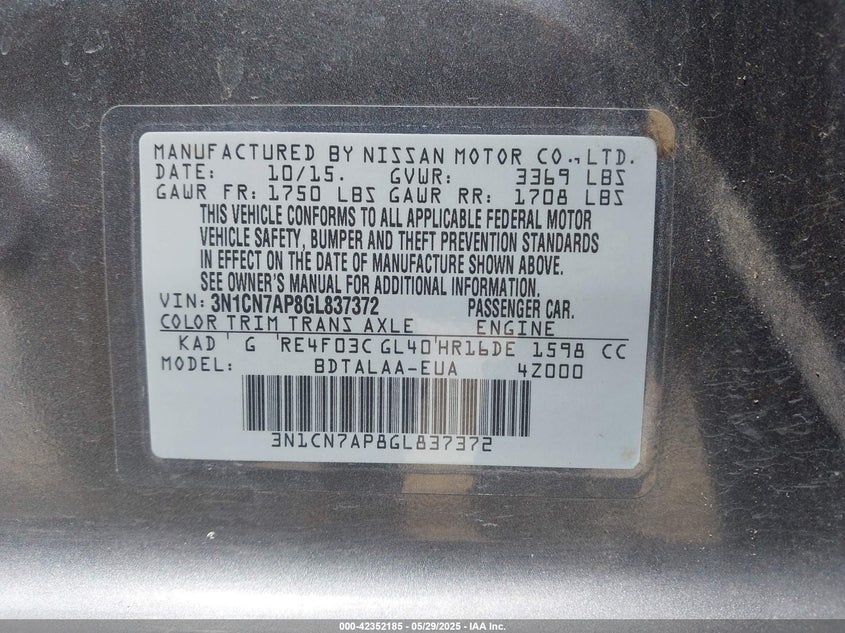 MANUFACTURED BY NISSAN MOTOR CO.,LTD.
DATE: 10/15. GVWR: 3369 LBS
GAWR FR: 1750 LBS GAWR RR: 1708 LBS
THIS VEHICLE CONFORMS TO ALL APPLICABLE FEDERAL MOTOR
VEHICLE SAFETY, BUMPER AND THEFT PREVENTION STANDARDS
IN EFFECT ON THE DATE OF MANUFACTURE SHOWN ABOVE.
SEE OWNER'S MANUAL FOR ADDITIONAL INFORMATION.
VIN: 3N1CN7AP8GL837372 PASSENGER CAR.
COLOR TRIM TRANS AXLE ENGINE
KAD G RE4F03C GL40 HR16DE 1598 CC
MODEL: BDTALAA-EUA 4Z000
3N1CN7AP8GL837372
000-42352185 - 05/29/2025 - IAA Inc.